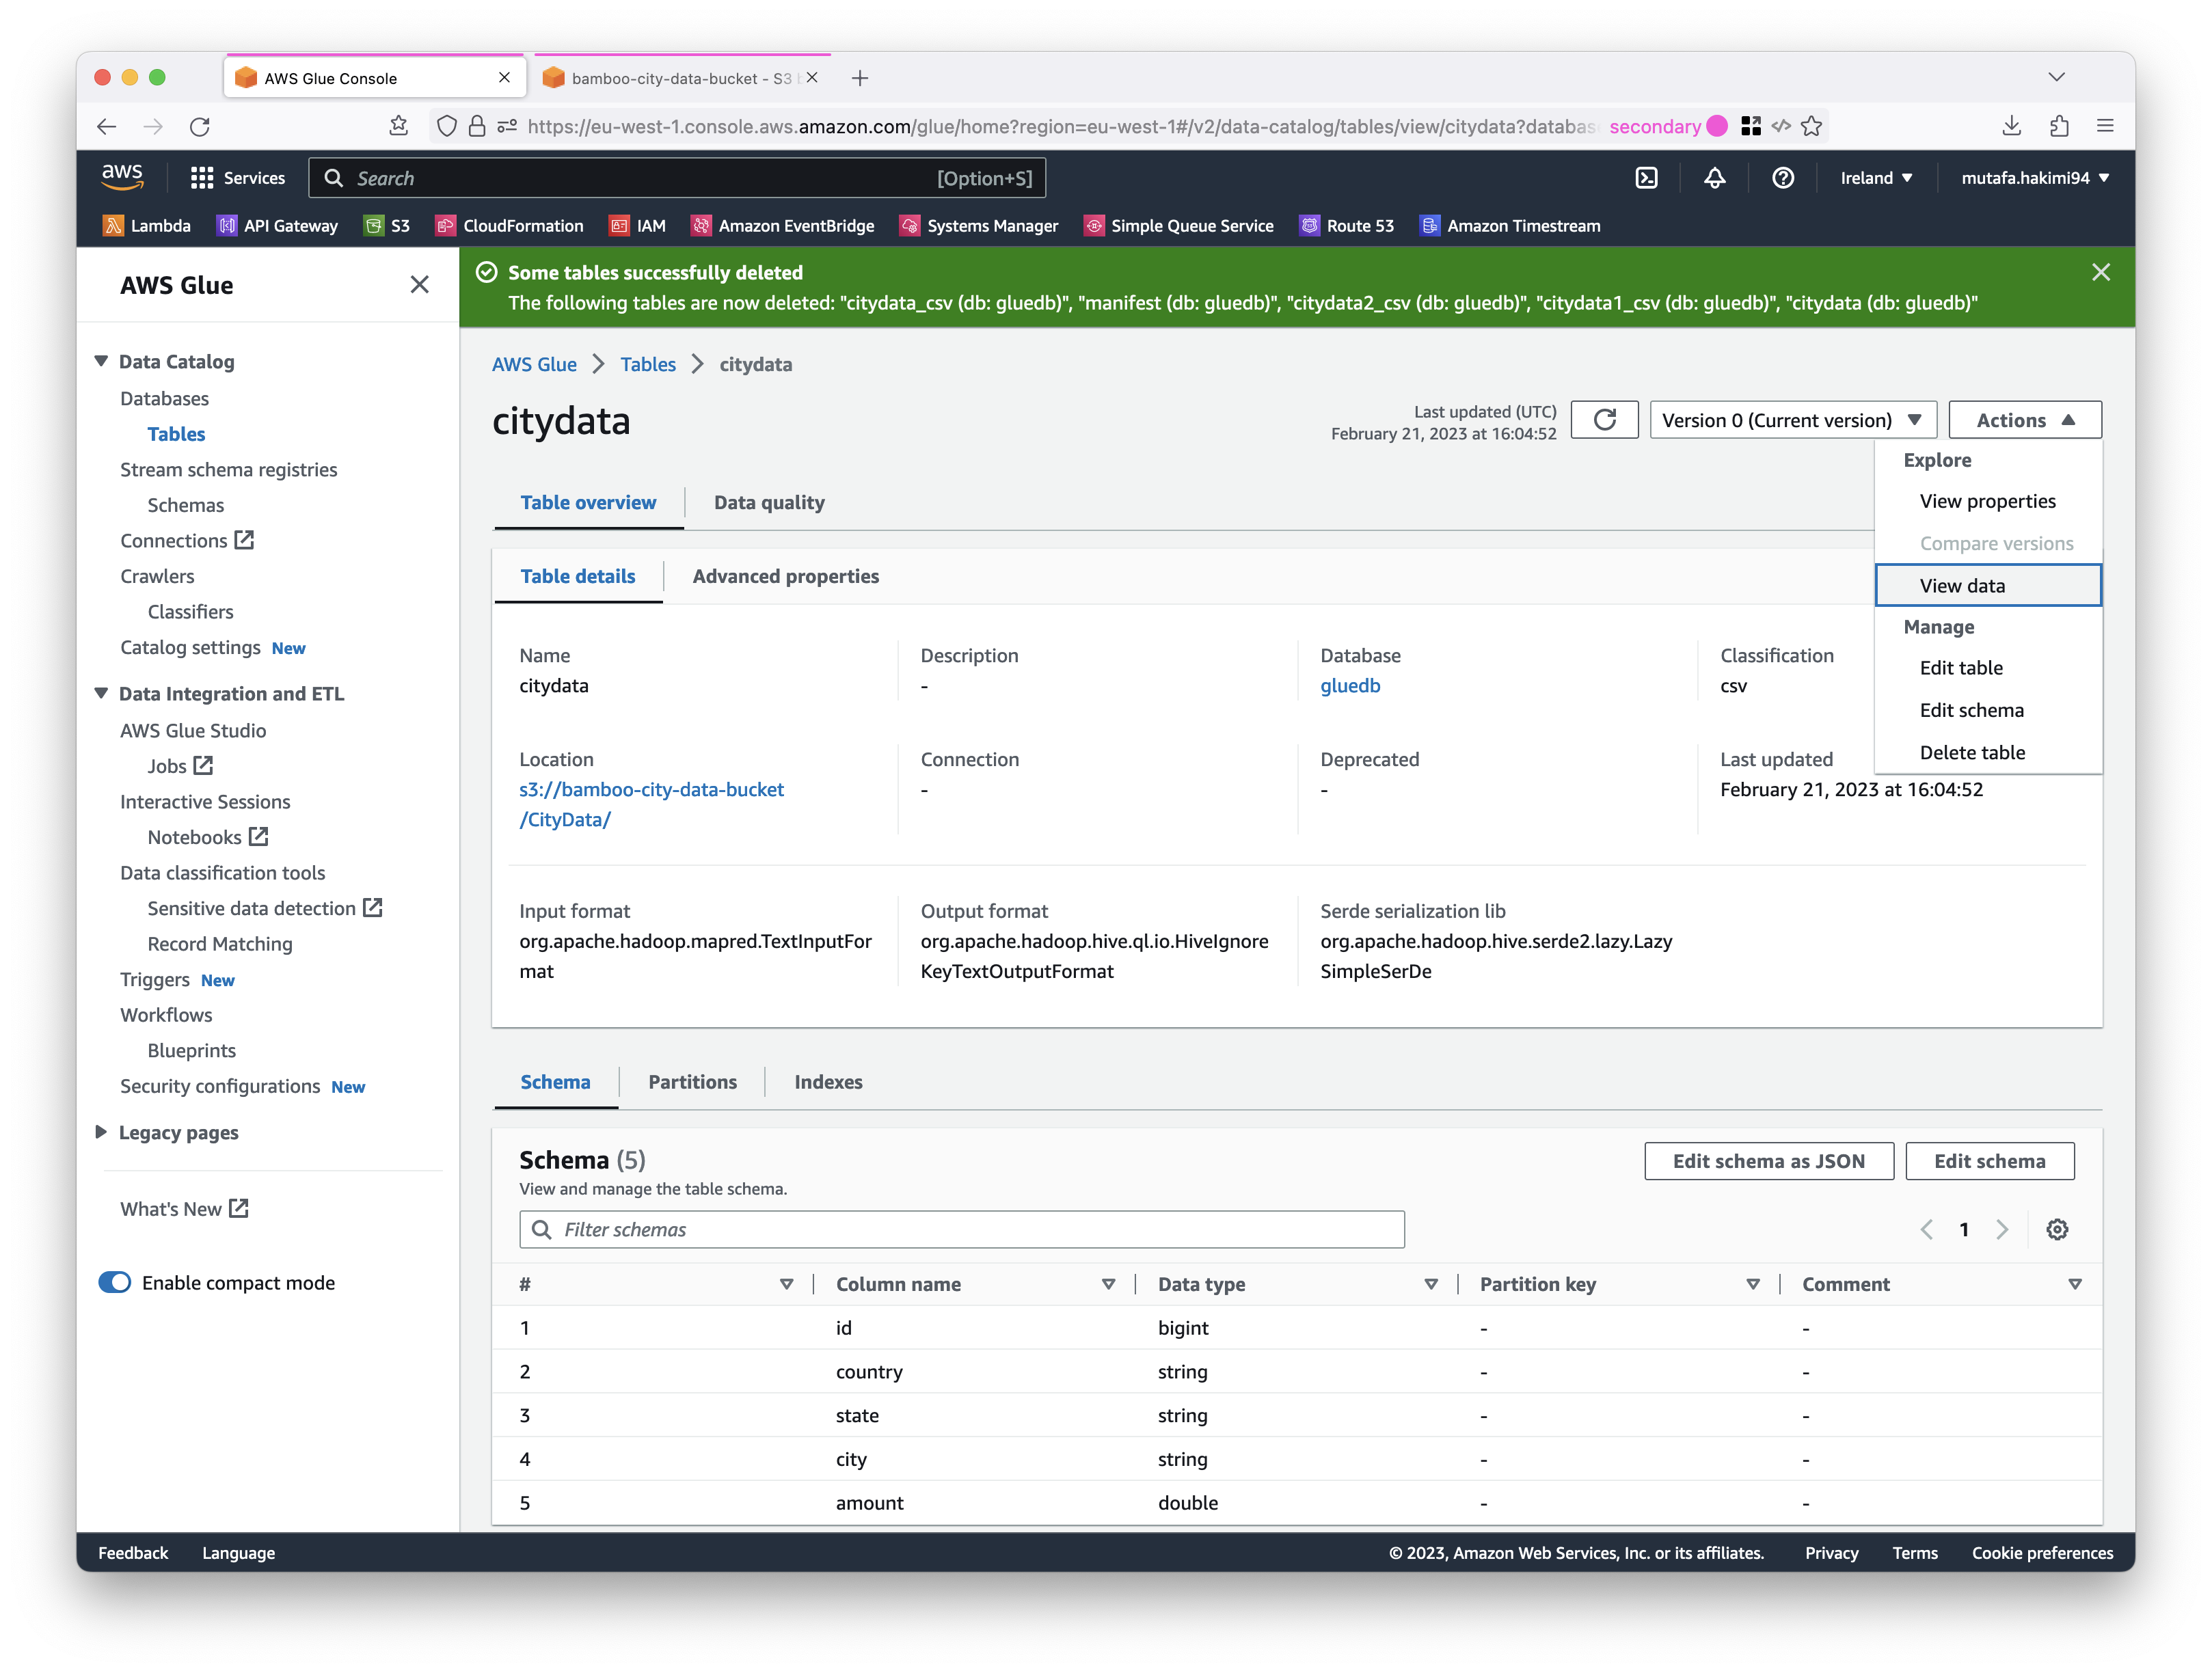 AWS Glue Console
bamboo-city-data-bucket - S3
https://eu-west-1.console.aws.amazon.com/glue/home?region=eu-west-1#/v2/data-catalog/tables/view/citydata?databas
secondary
aws
Services
Search
[Option+S]
Ireland
mutafa.hakimi94
Lambda
API Gateway
S3
CloudFormation
IAM
Amazon EventBridge
Systems Manager
Simple Queue Service
Route 53
Amazon Timestream
AWS Glue
Data Catalog
Databases
Tables
Stream schema registries
Schemas
Connections
Crawlers
Classifiers
Catalog settings New
Data Integration and ETL
AWS Glue Studio
Jobs
Interactive Sessions
Notebooks
Data classification tools
Sensitive data detection
Record Matching
Triggers New
Workflows
Blueprints
Security configurations New
Legacy pages
What's New
Enable compact mode
Some tables successfully deleted
The following tables are now deleted: "citydata_csv (db: gluedb)", "manifest (db: gluedb)", "citydata2_csv (db: gluedb)", "citydata1_csv (db: gluedb)", "citydata (db: gluedb)"
AWS Glue
Tables
citydata
citydata
Last updated (UTC)
February 21, 2023 at 16:04:52
Version 0 (Current version)
Actions
Explore
View properties
Compare versions
View data
Manage
Edit table
Edit schema
Delete table
Table overview
Data quality
Table details
Advanced properties
Name
citydata
Description
-
Database
gluedb
Classification
csv
Location
s3://bamboo-city-data-bucket
/CityData/
Connection
-
Deprecated
-
Last updated
February 21, 2023 at 16:04:52
Input format
org.apache.hadoop.mapred.TextInputFor
mat
Output format
org.apache.hadoop.hive.ql.io.HiveIgnore
KeyTextOutputFormat
Serde serialization lib
org.apache.hadoop.hive.serde2.lazy.Lazy
SimpleSerDe
Schema
Partitions
Indexes
Schema (5)
View and manage the table schema.
Edit schema as JSON
Edit schema
Filter schemas
1
# Column name Data type Partition key Comment
1 id bigint - -
2 country string - -
3 state string - -
4 city string - -
5 amount double - -
Feedback
Language
© 2023, Amazon Web Services, Inc. or its affiliates.
Privacy
Terms
Cookie preferences